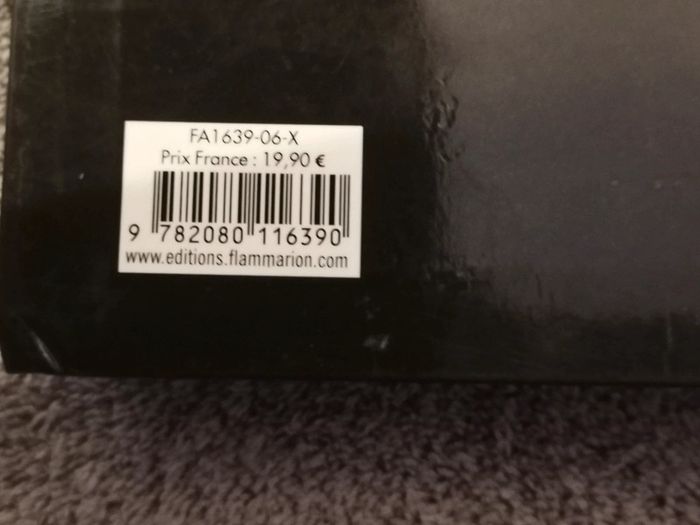 FA1639-06-X
Prix France : 19,90 €
9 782080 116390
www.editions.flammarion.com